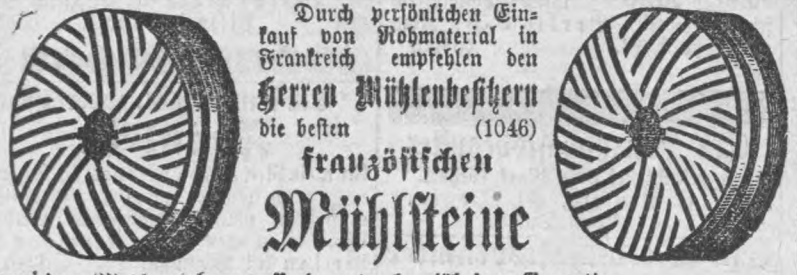 Durch persönlichen Ein-
kauf von Rohmaterial in
Frankreich empfehlen den
Herren Mühlenbesitzern
die besten (1046)
französischen
Mühlsteine